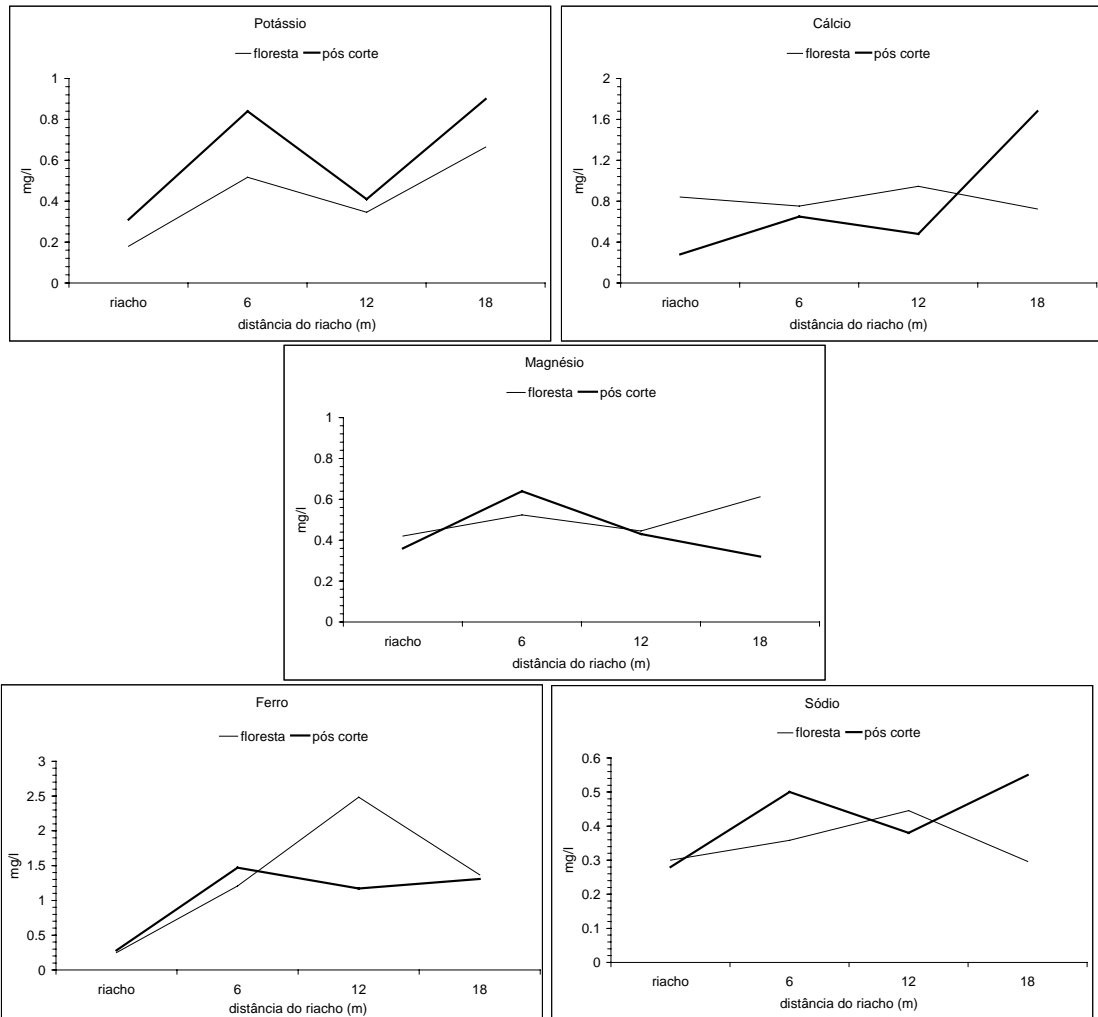 Potássio
floresta pós corte
1
0.8
0.6
0.4
0.2
0
mg/l
riacho 6 12 18
distância do riacho (m)
Cálcio
floresta pós corte
2
1.6
1.2
0.8
0.4
0
mg/l
riacho 6 12 18
distância do riacho (m)
Magnésio
floresta pós corte
1
0.8
0.6
0.4
0.2
0
mg/l
riacho 6 12 18
distância do riacho (m)
Ferro
floresta pós corte
3
2.5
2
1.5
1
0.5
0
mg/l
riacho 6 12 18
distância do riacho (m)
Sódio
floresta pós corte
0.6
0.5
0.4
0.3
0.2
0.1
0
mg/l
riacho 6 12 18
distância do riacho (m)